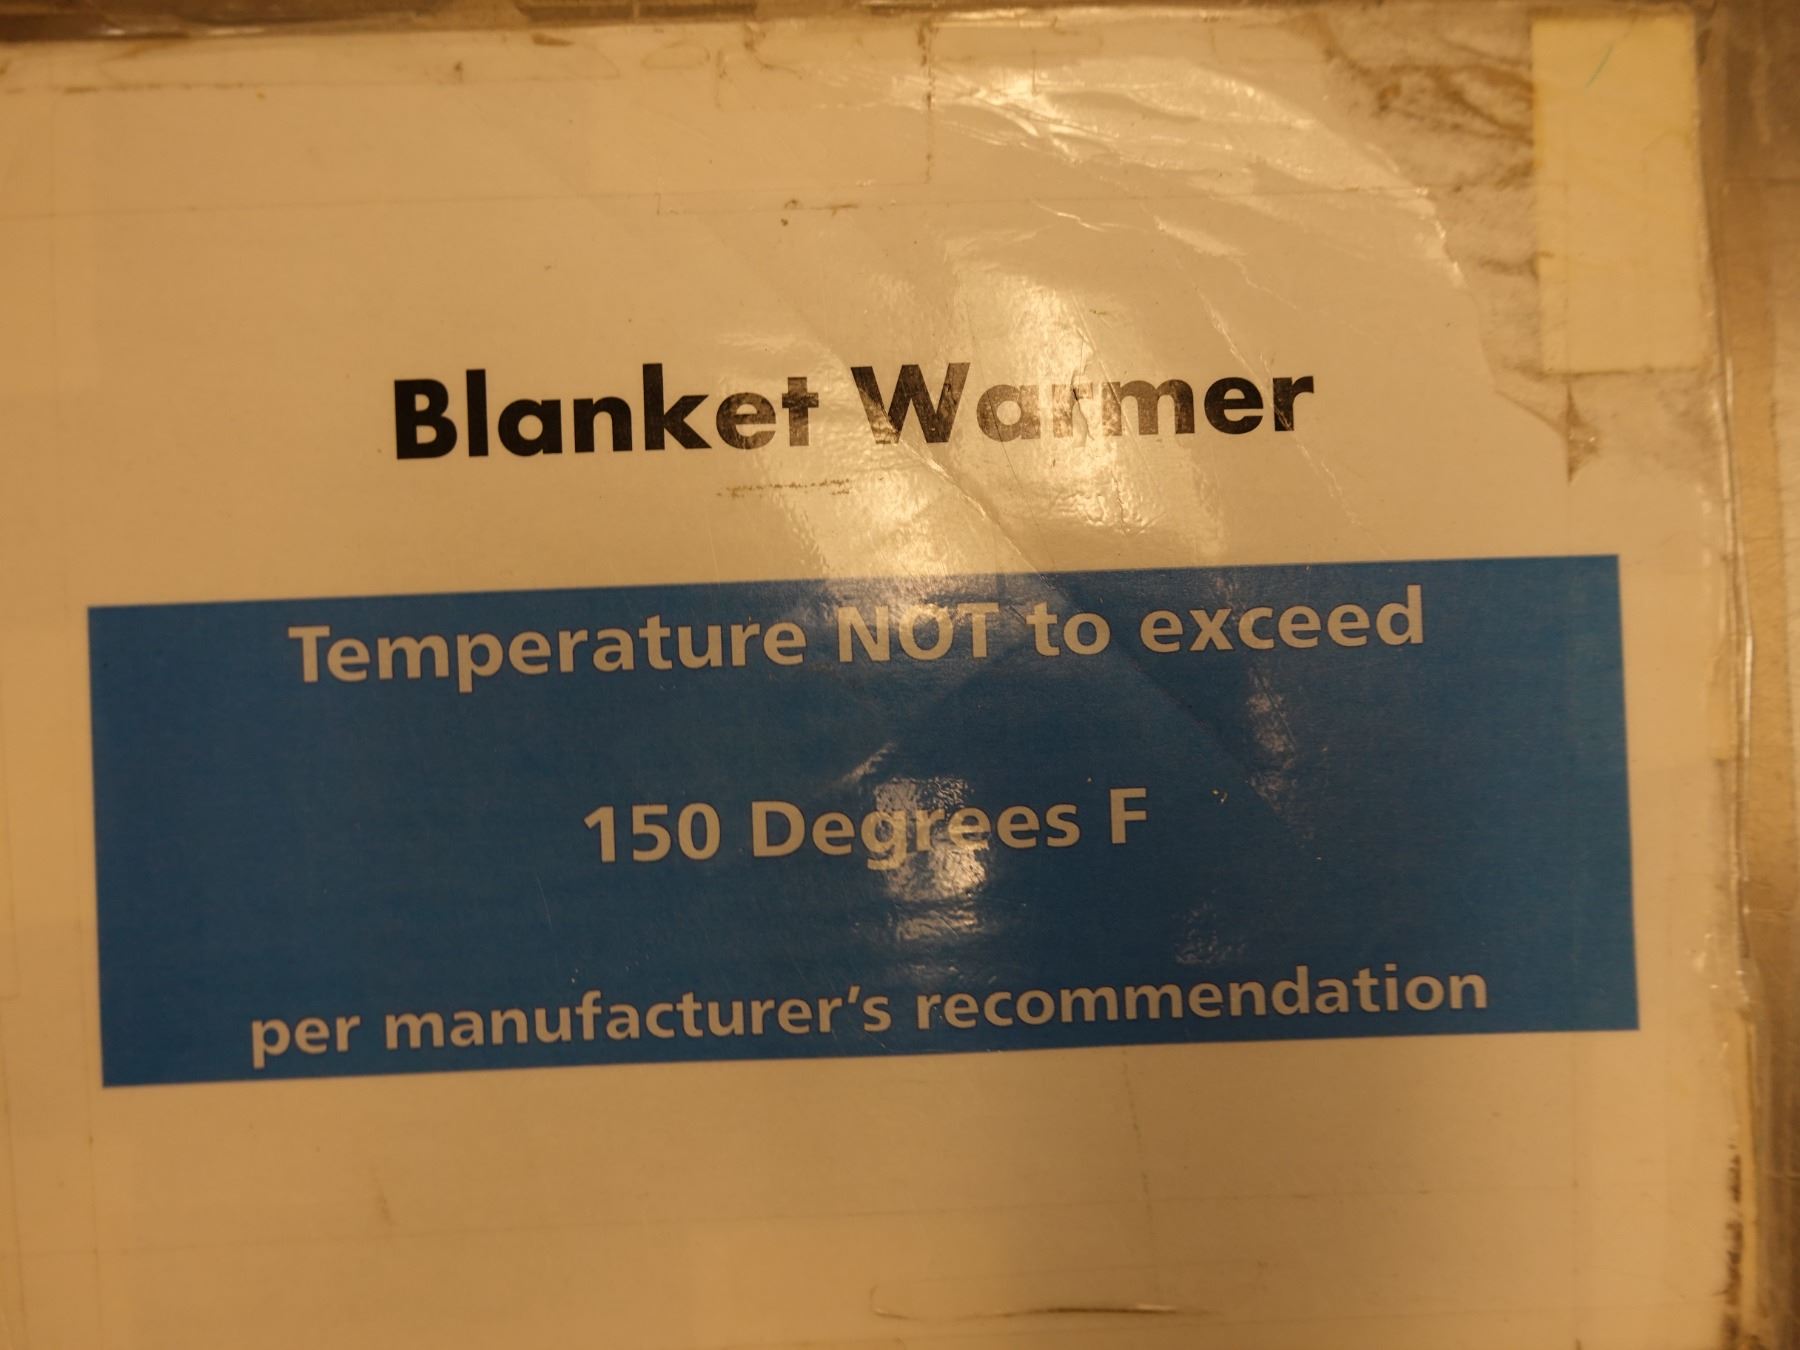 Blanket Warmer
Temperature NOT to exceed
150 Degrees F
per manufacturer's recommendation